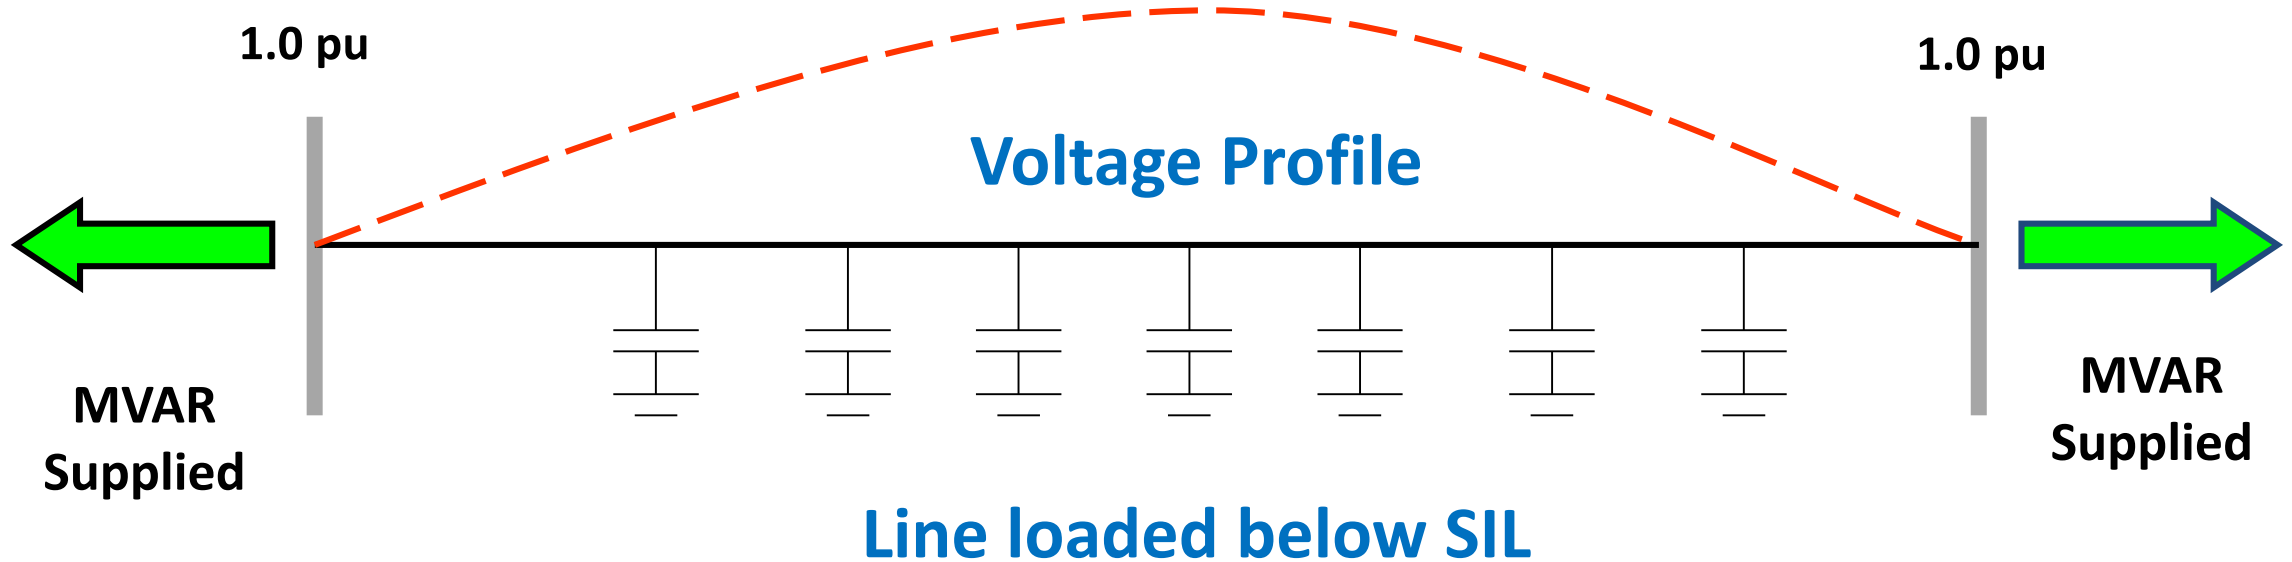 1.0 pu
1.0 pu
Voltage Profile
MVAR
Supplied
MVAR
Supplied
Line loaded below SIL